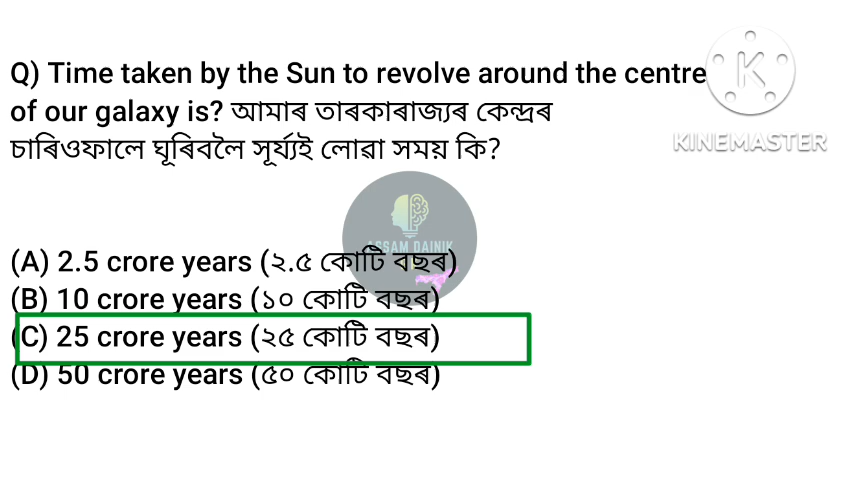 Q) Time taken by the Sun to revolve around the centre
of our galaxy is? আমাৰ তাৰকাৰাজ্যৰ কেন্দ্ৰৰ
চাৰিওফালে ঘূৰিবলৈ সূৰ্য্যই লোৱা সময় কি?
KINEMASTER
ASSAM DAINIK
(A) 2.5 crore years (২.৫ কোটি বছৰ)
(B) 10 crore years (১০ কোটি বছৰ)
(C) 25 crore years (২৫ কোটি বছৰ)
(D) 50 crore years (৫০ কোটি বছৰ)